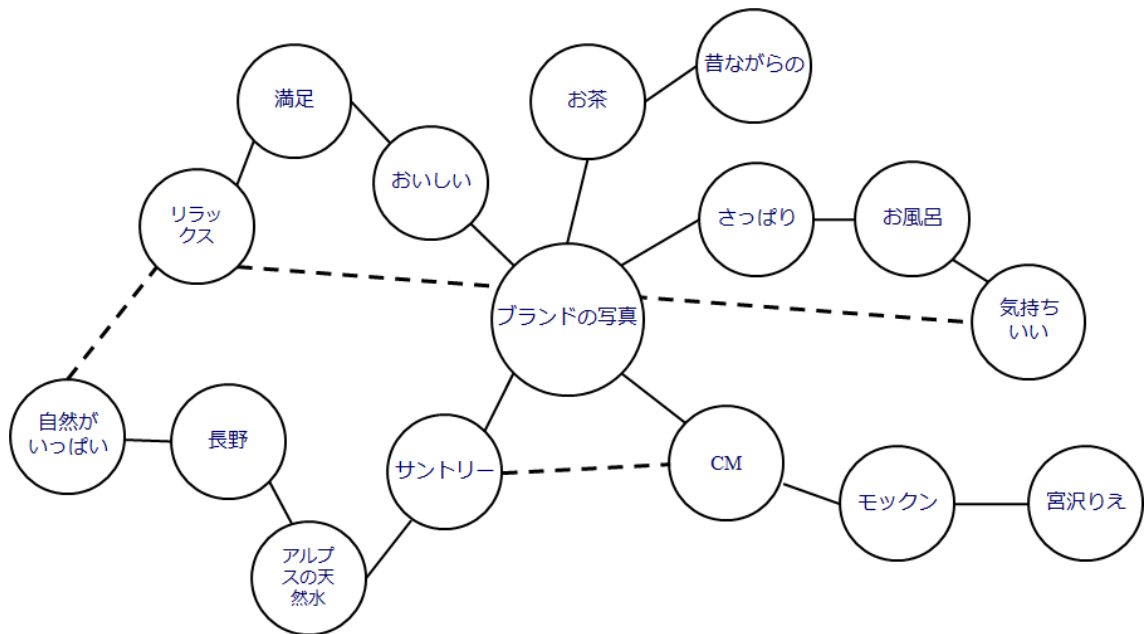 昔ながらの
お茶
満足
おいしい
リラッ
クス
さっぱり
お風呂
気持ち
いい
ブランドの写真
自然が
いっぱい
長野
サントリー
CM
モックン
宮沢りえ
アルプ
スの天
然水